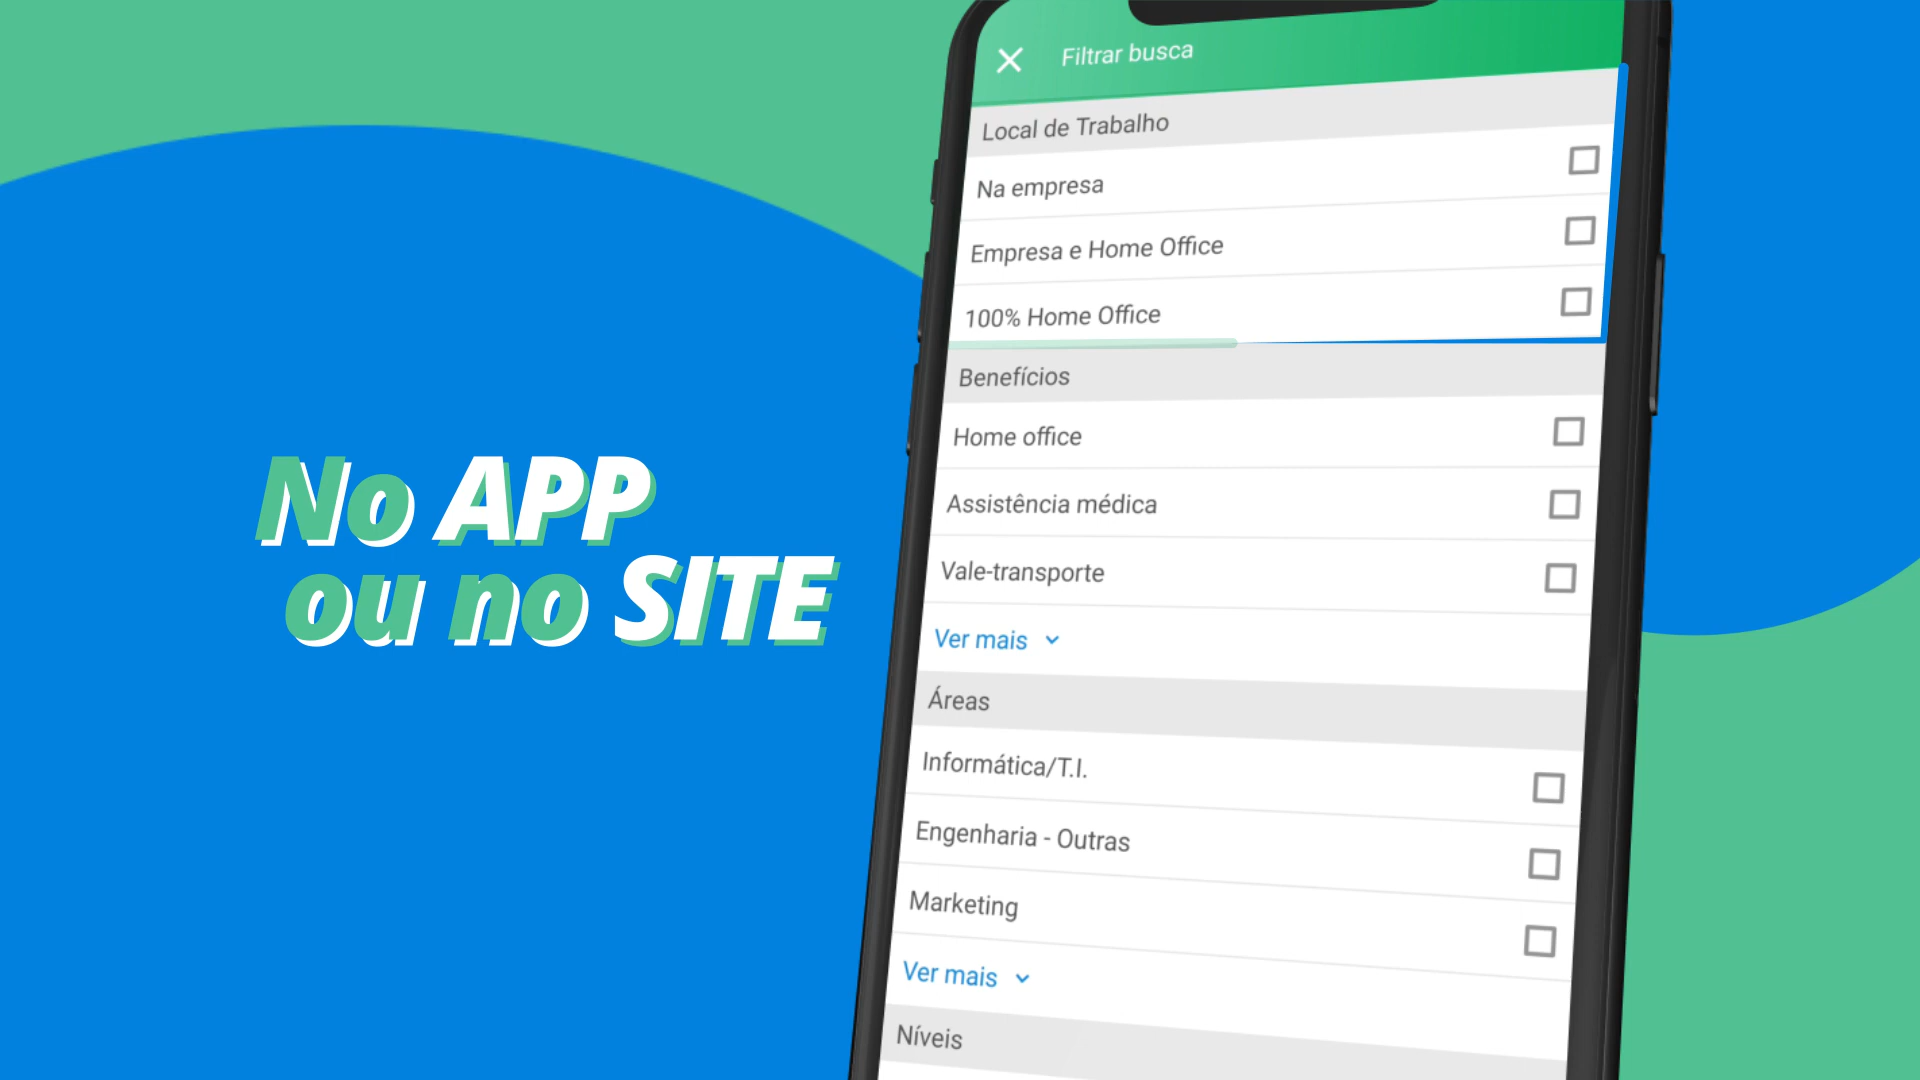 No APP
ou no SITE
Filtrar busca
Local de Trabalho
Na empresa
Empresa e Home Office
100% Home Office
Benefícios
Home office
Assistência médica
Vale-transporte
Ver mais
Áreas
Informática/T.I.
Engenharia - Outras
Marketing
Ver mais
Níveis